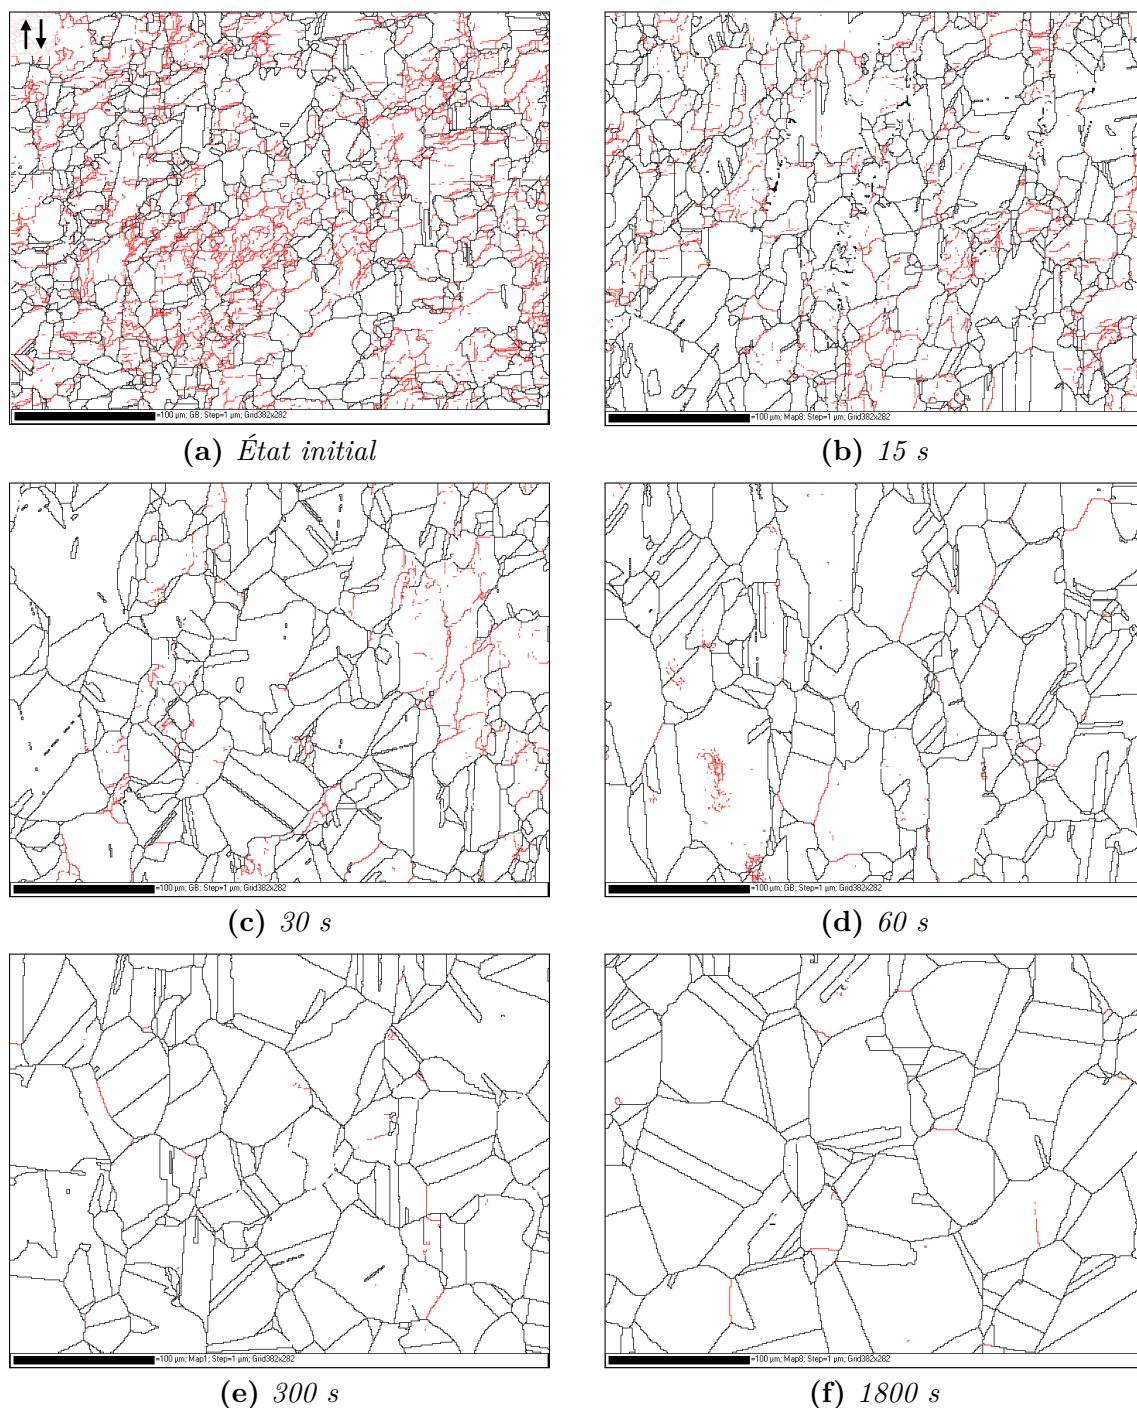 =100 µm; GB; Step=1 µm; Grid382x282
=100 µm; Map8; Step=1 µm; Grid382x282
(a) État initial
(b) 15 s
=100 µm; GB; Step=1 µm; Grid382x282
=100 µm; GB; Step=1 µm; Grid382x282
(c) 30 s
(d) 60 s
=100 µm; Map1; Step=1 µm; Grid382x282
=100 µm; Map8; Step=1 µm; Grid382x282
(e) 300 s
(f) 1800 s